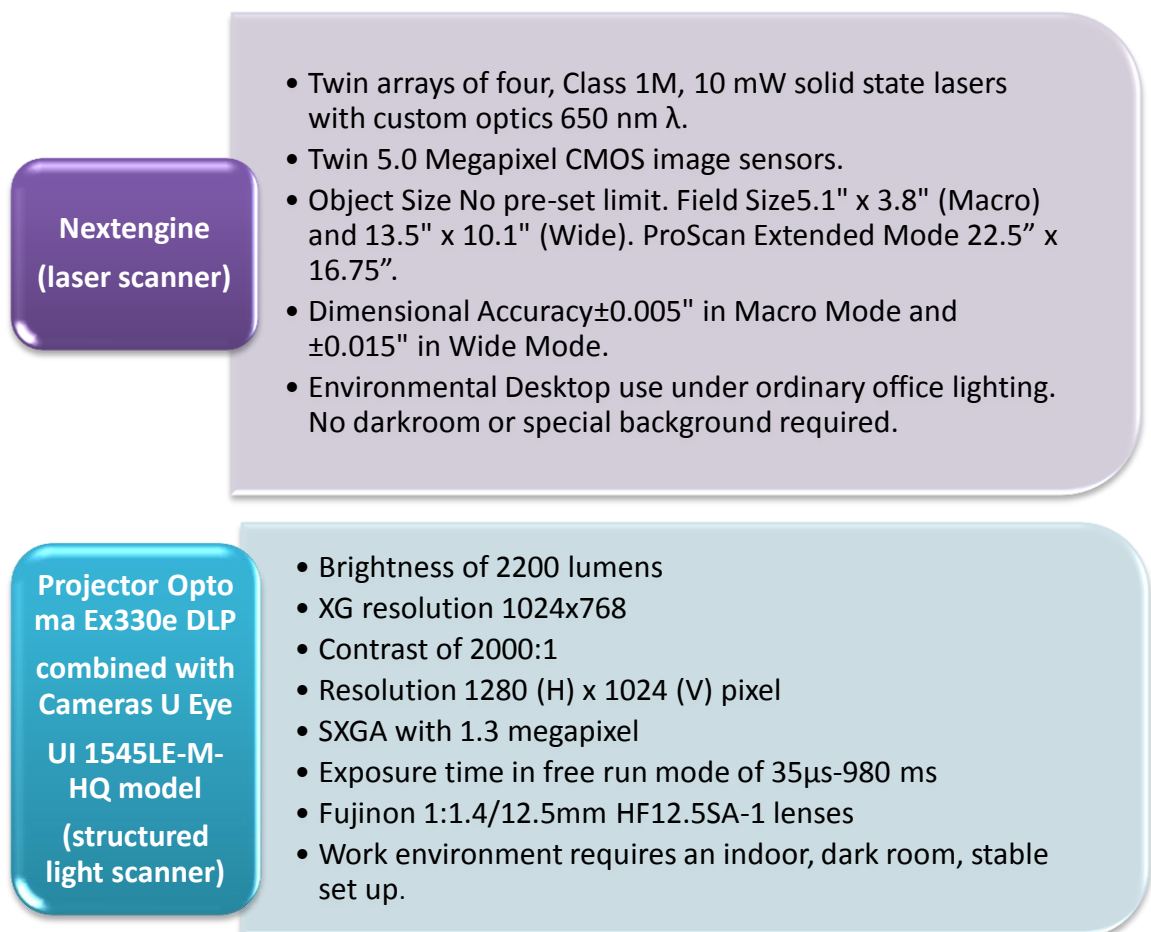 Nextengine
(laser scanner)
• Twin arrays of four, Class 1M, 10 mW solid state lasers
with custom optics 650 nm λ.
• Twin 5.0 Megapixel CMOS image sensors.
• Object Size No pre-set limit. Field Size5.1" x 3.8" (Macro)
and 13.5" x 10.1" (Wide). ProScan Extended Mode 22.5” x
16.75”.
• Dimensional Accuracy±0.005" in Macro Mode and
±0.015" in Wide Mode.
• Environmental Desktop use under ordinary office lighting.
No darkroom or special background required.
Projector Opto
ma Ex330e DLP
combined with
Cameras U Eye
UI 1545LE-M-
HQ model
(structured
light scanner)
• Brightness of 2200 lumens
• XG resolution 1024x768
• Contrast of 2000:1
• Resolution 1280 (H) x 1024 (V) pixel
• SXGA with 1.3 megapixel
• Exposure time in free run mode of 35µs-980 ms
• Fujinon 1:1.4/12.5mm HF12.5SA-1 lenses
• Work environment requires an indoor, dark room, stable
set up.